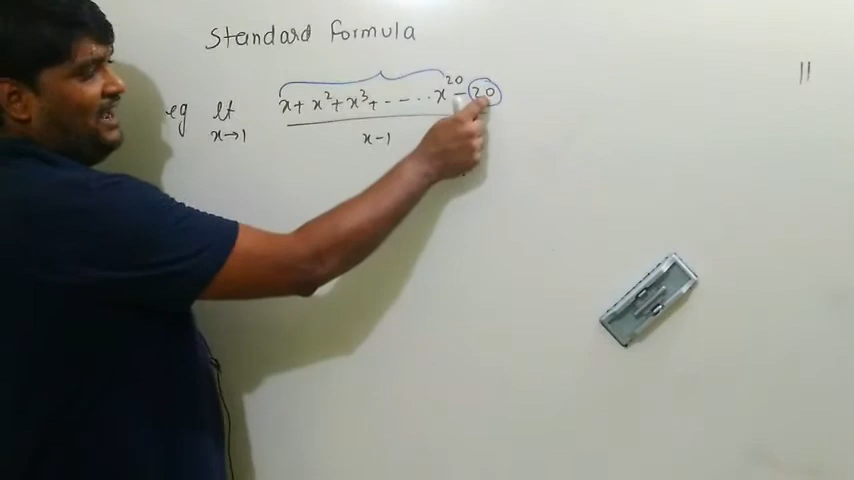 Standard formula
eg lt x→1 x + x² + x³ + - - - · · x²⁰ - 20
x-1
11